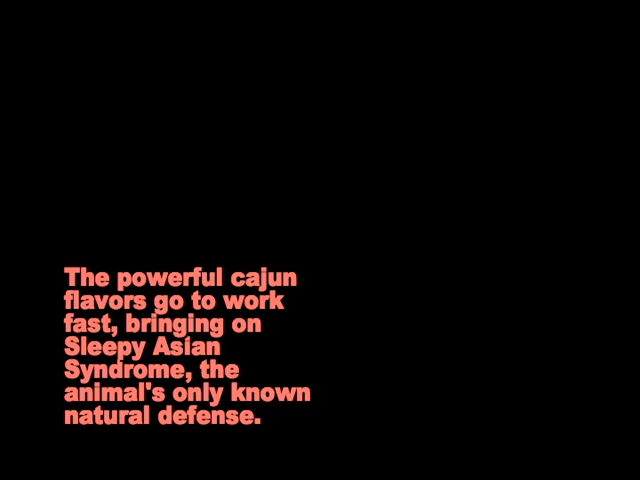 The powerful cajun
flavors go to work
fast, bringing on
Sleepy Asian
Syndrome, the
animal's only known
natural defense.